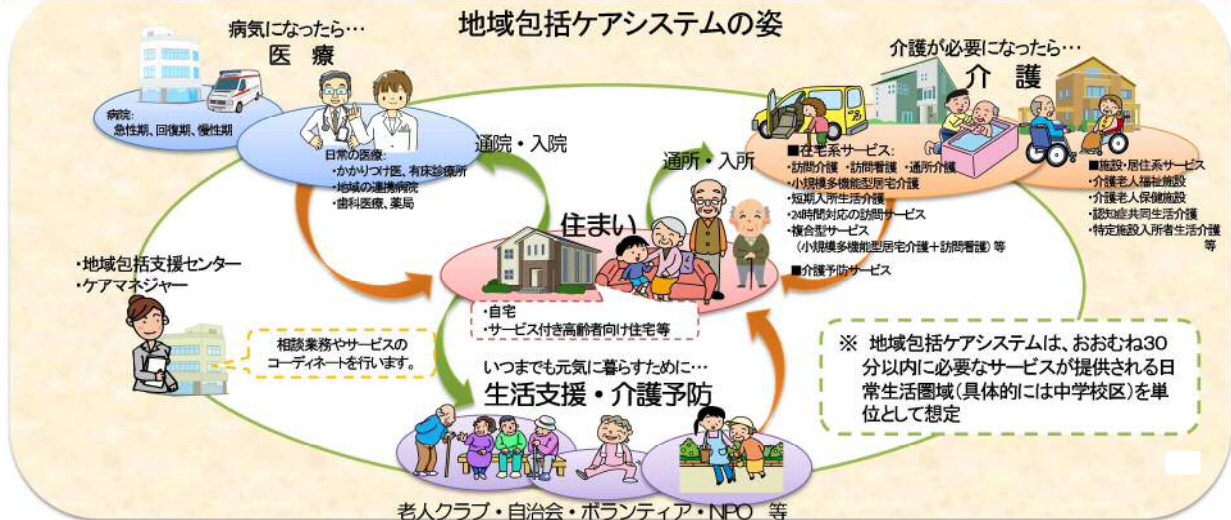 地域包括ケアシステムの姿
病気になったら…
医 療
病院:
急性期、回復期、慢性期
日常の医療:
・かかりつけ医、有床診療所
・地域の連携病院
・歯科医療、薬局
通院・入院
通所・入所
介護が必要になったら…
介 護
■在宅系サービス:
・訪問介護 ・訪問看護 ・通所介護
・小規模多機能型居宅介護
・短期入所生活介護
・24時間対応の訪問サービス
・複合型サービス
(小規模多機能型居宅介護+訪問看護)等
■介護予防サービス
■施設・居住系サービス
・介護老人福祉施設
・介護老人保健施設
・認知症共同生活介護
・特定施設入所者生活介護
等
住まい
・自宅
・サービス付き高齢者向け住宅等
・地域包括支援センター
・ケアマネジャー
相談業務やサービスの
コーディネートを行います。
いつまでも元気に暮らすために…
生活支援・介護予防
老人クラブ・自治会・ボランティア・NPO 等
※ 地域包括ケアシステムは、おおむね30
分以内に必要なサービスが提供される日
常生活圏域(具体的には中学校区)を単
位として想定